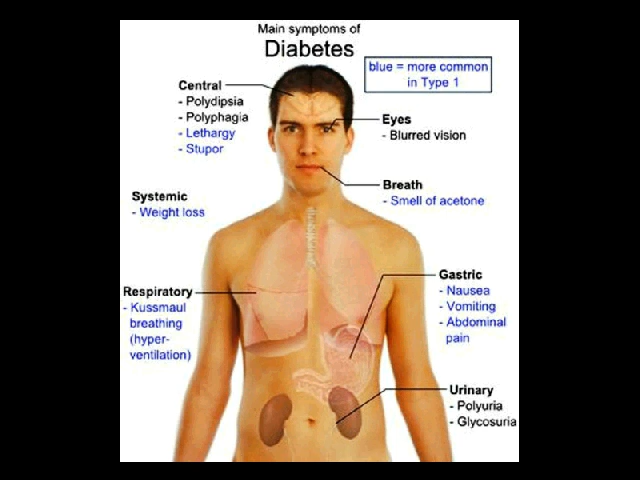 Main symptoms of
Diabetes
blue = more common
in Type 1
Central
- Polydipsia
- Polyphagia
- Lethargy
- Stupor
Eyes
- Blurred vision
Breath
- Smell of acetone
Systemic
- Weight loss
Respiratory
- Kussmaul
breathing
(hyper-
ventilation)
Gastric
- Nausea
- Vomiting
- Abdominal
pain
Urinary
- Polyuria
- Glycosuria